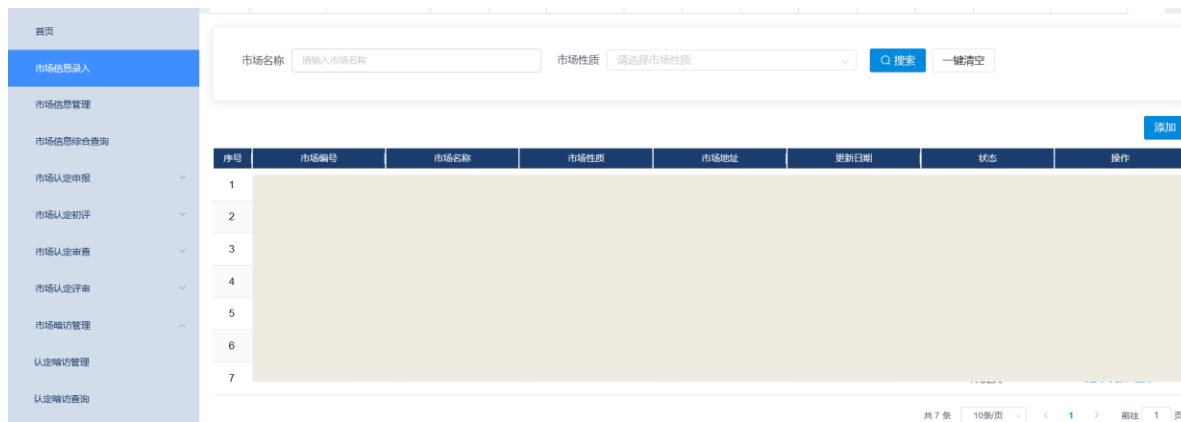 首页
市场信息录入
市场信息管理
市场信息综合查询
市场认定申报
市场认定初评
市场认定审查
市场认定评审
市场暗访管理
认定暗访管理
认定暗访查询
市场名称 请输入市场名称 市场性质 请选择市场性质 搜索 一键清空
添加
序号 市场编号 市场名称 市场性质 市场地址 更新日期 状态 操作
1
2
3
4
5
6
7
共 7 条 10条/页 1 前往 1 页